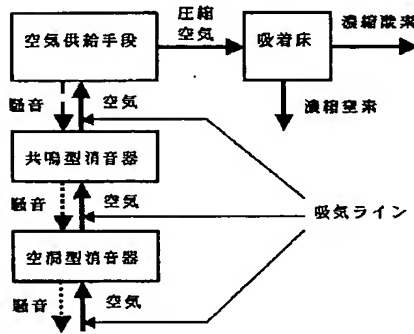 圧縮
空気
濃縮酸素
空気供給手段
吸着床
騒音
空気
濃縮窒素
共鳴型消音器
騒音
空気
吸気ライン
空洞型消音器
騒音
空気